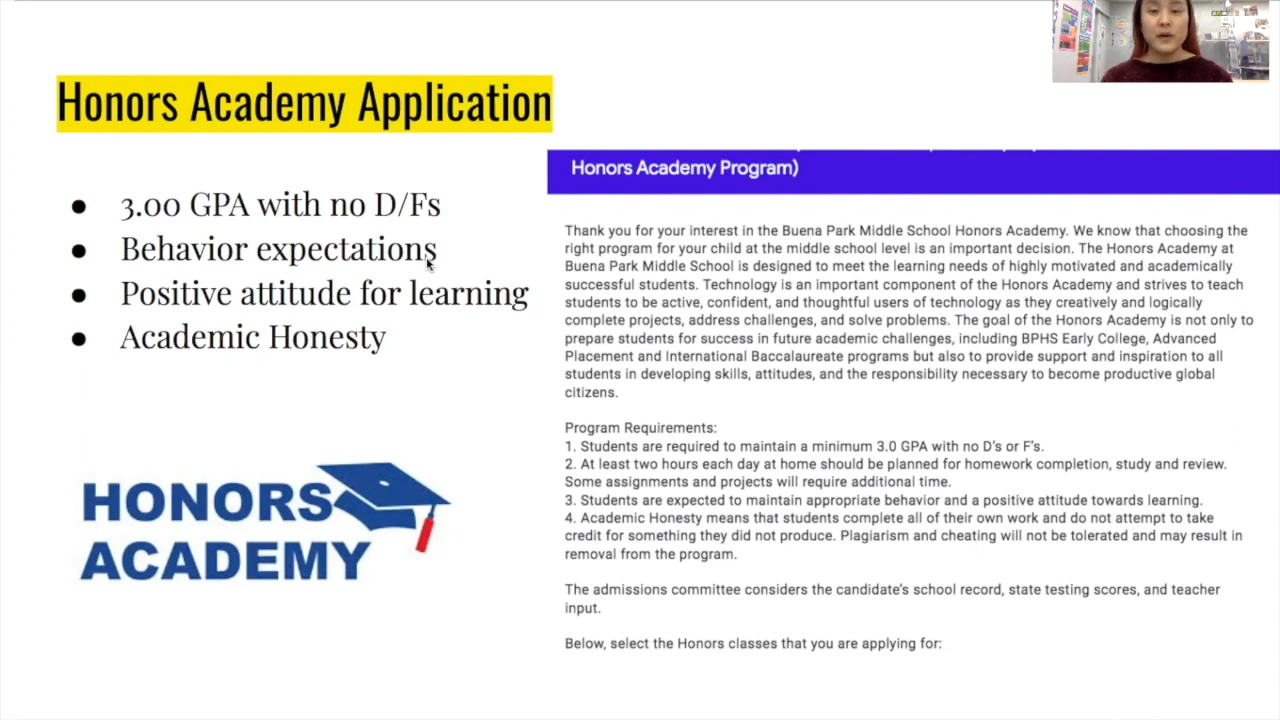 Honors Academy Application
3.00 GPA with no D/Fs
Behavior expectations
Positive attitude for learning
Academic Honesty
HONORS
ACADEMY
Honors Academy Program)
Thank you for your interest in the Buena Park Middle School Honors Academy. We know that choosing the
right program for your child at the middle school level is an important decision. The Honors Academy at
Buena Park Middle School is designed to meet the learning needs of highly motivated and academically
successful students. Technology is an important component of the Honors Academy and strives to teach
students to be active, confident, and thoughtful users of technology as they creatively and logically
complete projects, address challenges, and solve problems. The goal of the Honors Academy is not only to
prepare students for success in future academic challenges, including BPHS Early College, Advanced
Placement and International Baccalaureate programs but also to provide support and inspiration to all
students in developing skills, attitudes, and the responsibility necessary to become productive global
citizens.
Program Requirements:
1. Students are required to maintain a minimum 3.0 GPA with no D's or F's.
2. At least two hours each day at home should be planned for homework completion, study and review.
Some assignments and projects will require additional time.
3. Students are expected to maintain appropriate behavior and a positive attitude towards learning.
4. Academic Honesty means that students complete all of their own work and do not attempt to take
credit for something they did not produce. Plagiarism and cheating will not be tolerated and may result in
removal from the program.
The admissions committee considers the candidate's school record, state testing scores, and teacher
input.
Below, select the Honors classes that you are applying for: